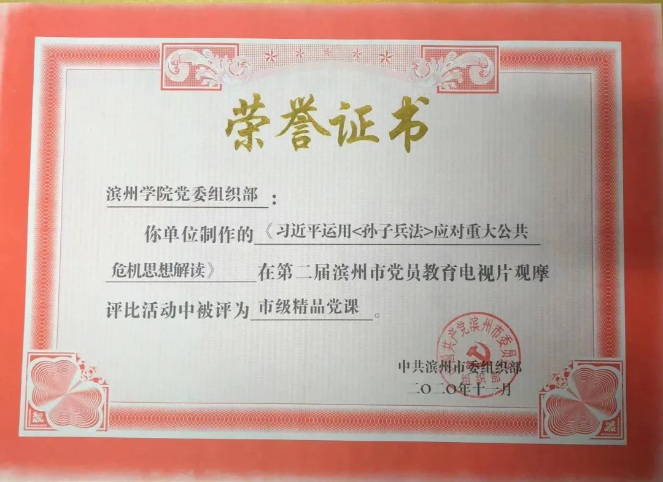 荣誉证书
滨州学院党委组织部：
你单位制作的《习近平运用<孙子兵法>应对重大公共
危机思想解读》在第二届滨州市党员教育电视片观摩
评比活动中被评为市级精品党课。
中共滨州市委组织部
二〇二〇年十一月